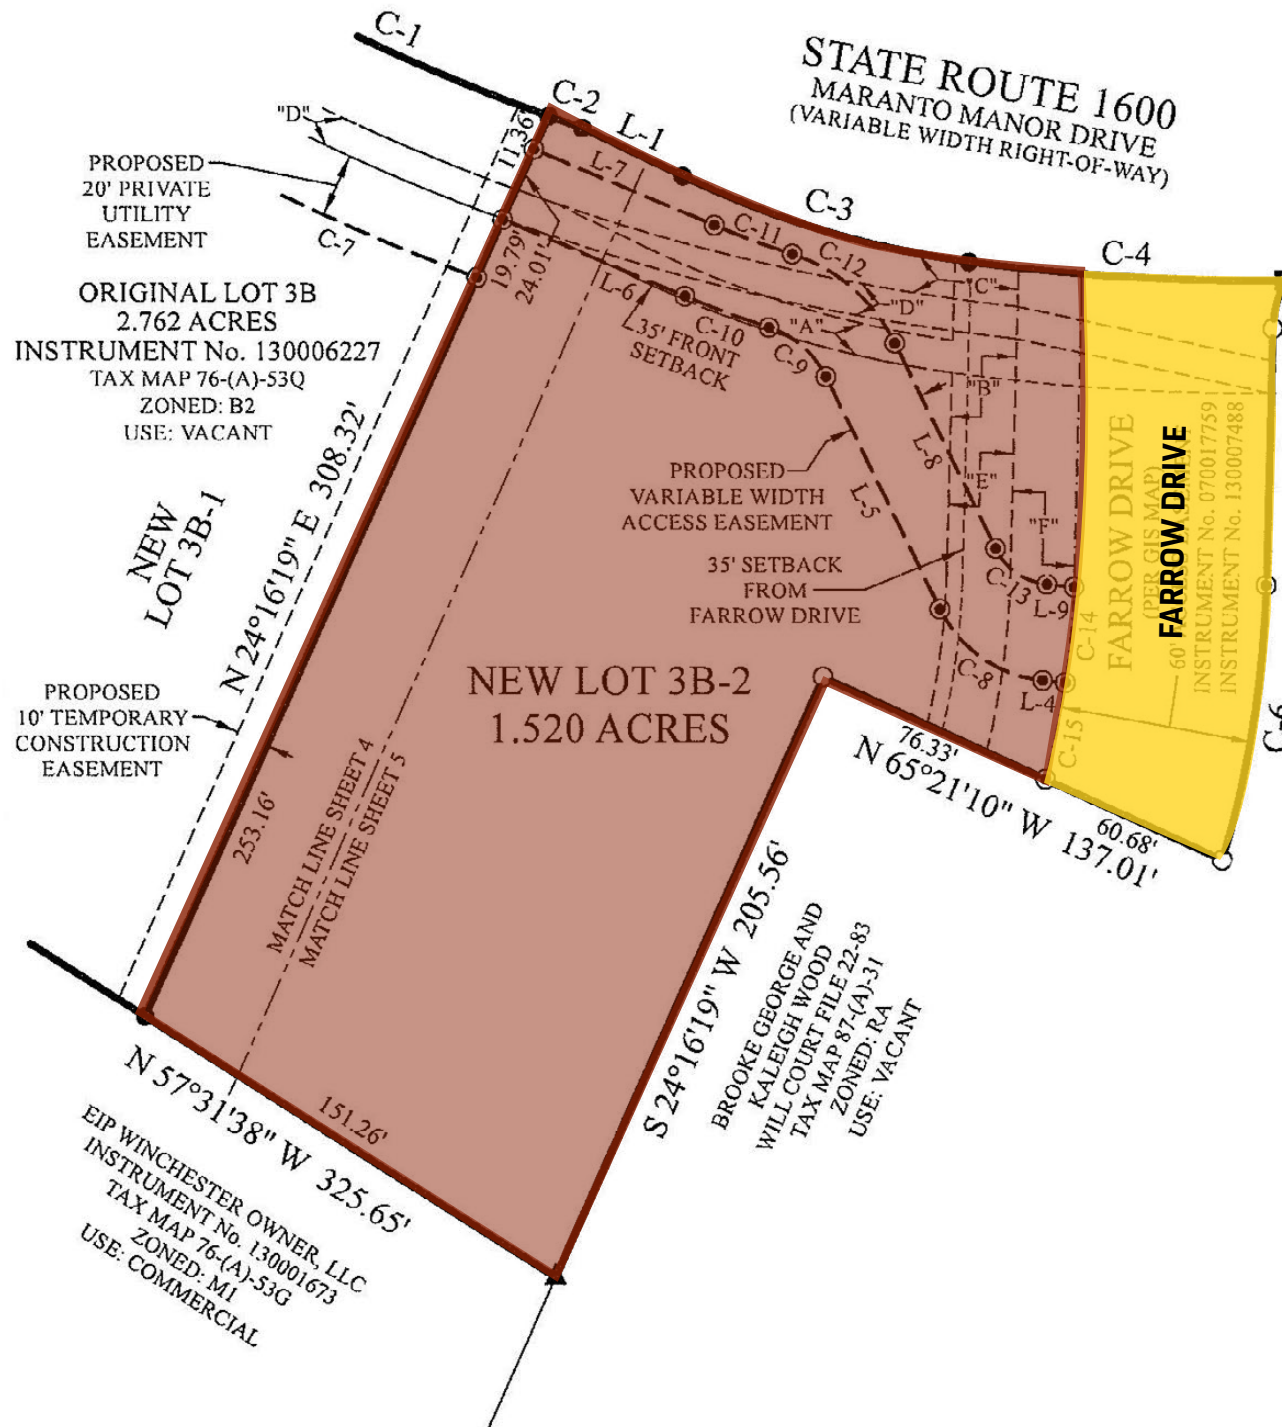 C-1
STATE ROUTE 1600
MARANTO MANOR DRIVE
(VARIABLE WIDTH RIGHT-OF-WAY)
C-2
L-1
"D"
11.36'
L-7
C-3
PROPOSED
20' PRIVATE
UTILITY
EASEMENT
C-7
C-11
C-12
C-4
"C"
"D"
19.79'
24.01'
L-6
C-10
"A"
C-9
35' FRONT
SETBACK
ORIGINAL LOT 3B
2.762 ACRES
INSTRUMENT No. 130006227
TAX MAP 76-(A)-53Q
ZONED: B2
USE: VACANT
"B"
L-8
PROPOSED
VARIABLE WIDTH
ACCESS EASEMENT
L-5
"E"
"F"
FARROW DRIVE
(PER GIS MAP)
FARROW DRIVE
60'
INSTRUMENT No. 070017759
INSTRUMENT No. 130007488
NEW
LOT 3B-1
N 24°16'19" E 308.32'
35' SETBACK
FROM
FARROW DRIVE
C-13
L-9
C-14
C-8
L-4
C-15
C-6
NEW LOT 3B-2
1.520 ACRES
PROPOSED
10' TEMPORARY
CONSTRUCTION
EASEMENT
76.33'
60.68'
N 65°21'10" W 137.01'
253.16'
MATCH LINE SHEET 4
MATCH LINE SHEET 5
S 24°16'19" W 205.56'
BROOKE GEORGE AND
KALEIGH WOOD
WILL COURT FILE 22-83
TAX MAP 87-(A)-31
ZONED: RA
USE: VACANT
151.26'
N 57°31'38" W 325.65'
EIP WINCHESTER OWNER, LLC
INSTRUMENT No. 130001673
TAX MAP 76-(A)-53G
ZONED: M1
USE: COMMERCIAL